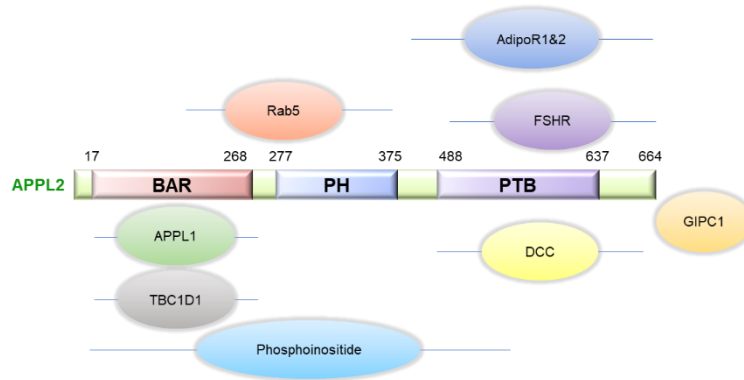 AdipoR1&2
Rab5
FSHR
17 268 277 375 488 637 664
APPL2 BAR PH PTB
GIPC1
APPL1
DCC
TBC1D1
Phosphoinositide